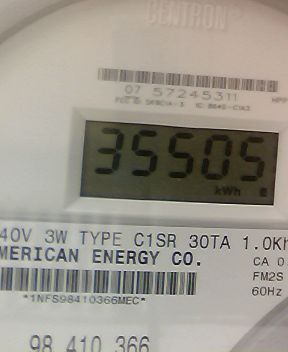 CENTRON
07 57245311
35505
kWh
40V 3W TYPE C1SR 30TA 1.0Kh
MERICAN ENERGY CO.
CA 0.
FM2S
60Hz
*1NFS98410366MEC*
98 410 366